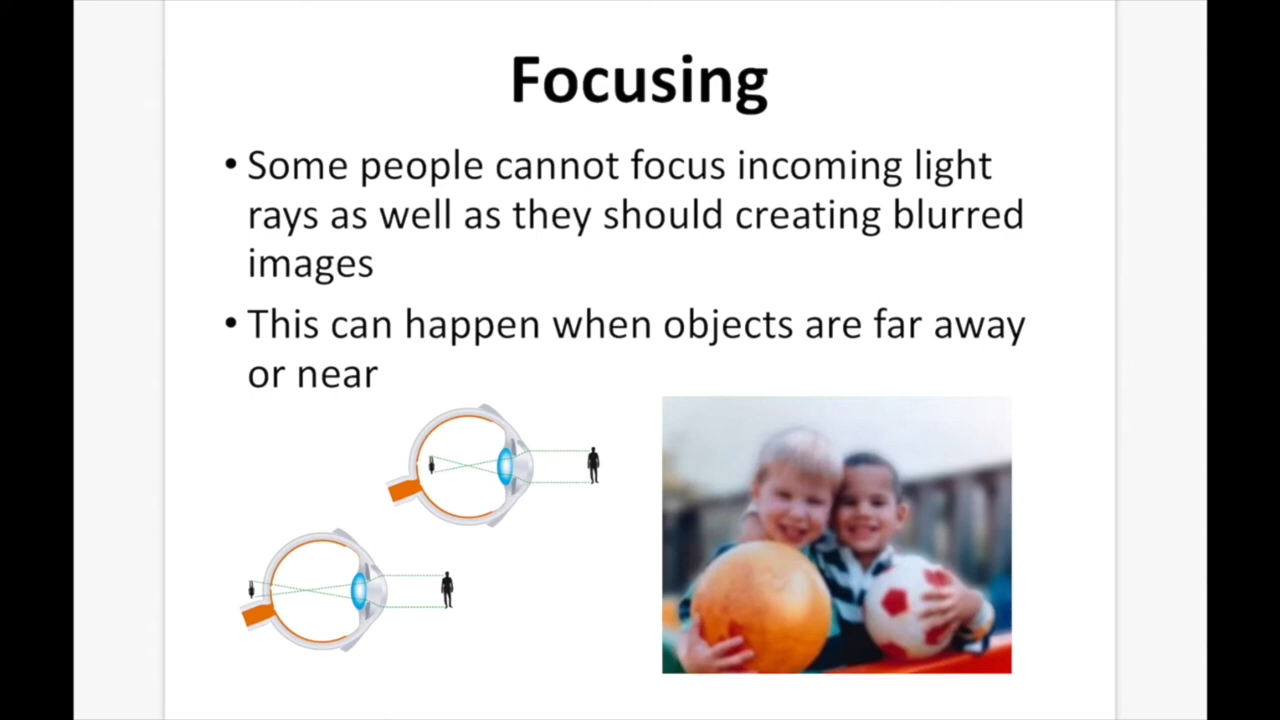 Focusing
• Some people cannot focus incoming light
rays as well as they should creating blurred
images
• This can happen when objects are far away
or near